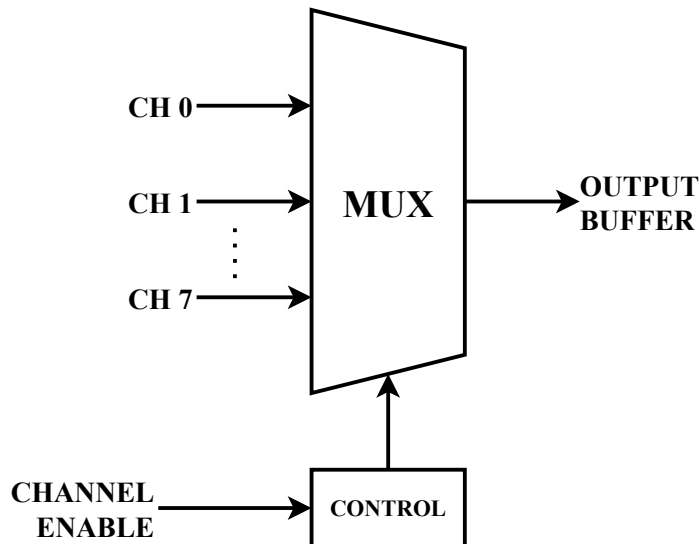 CH 0
CH 1
CH 7
MUX
OUTPUT
BUFFER
CHANNEL
ENABLE
CONTROL